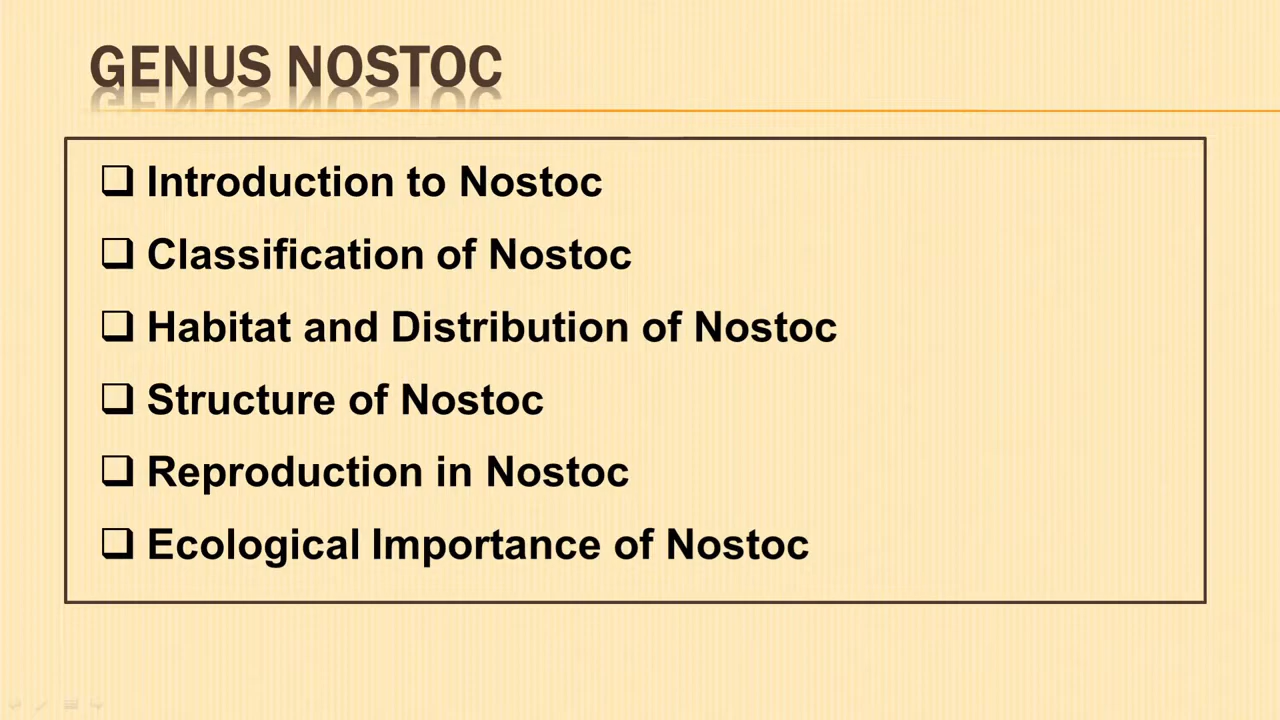 GENUS NOSTOC
❑ Introduction to Nostoc
❑ Classification of Nostoc
❑ Habitat and Distribution of Nostoc
❑ Structure of Nostoc
❑ Reproduction in Nostoc
❑ Ecological Importance of Nostoc